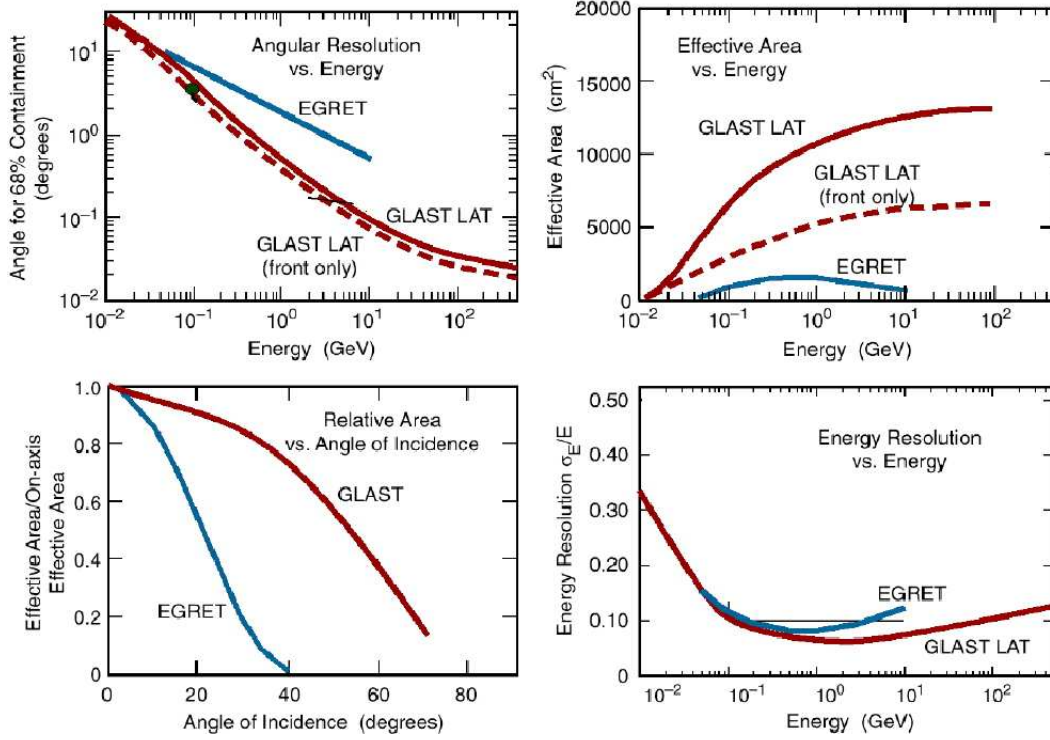 Angular Resolution
vs. Energy
EGRET
GLAST LAT
GLAST LAT
(front only)
Angle for 68% Containment
(degrees)
10¹
10⁰
10⁻¹
10⁻²
10⁻² 10⁻¹ 10⁰ 10¹ 10²
Energy (GeV)
Effective Area
vs. Energy
GLAST LAT
GLAST LAT
(front only)
EGRET
Effective Area (cm²)
20000
15000
10000
5000
0
10⁻² 10⁻¹ 10⁰ 10¹ 10²
Energy (GeV)
Relative Area
vs. Angle of Incidence
GLAST
EGRET
Effective Area/On-axis
Effective Area
1.0
0.8
0.6
0.4
0.2
0
0 20 40 60 80
Angle of Incidence (degrees)
Energy Resolution
vs. Energy
EGRET
GLAST LAT
Energy Resolution σ_E/E
0.50
0.40
0.30
0.20
0.10
0
10⁻² 10⁻¹ 10⁰ 10¹ 10²
Energy (GeV)